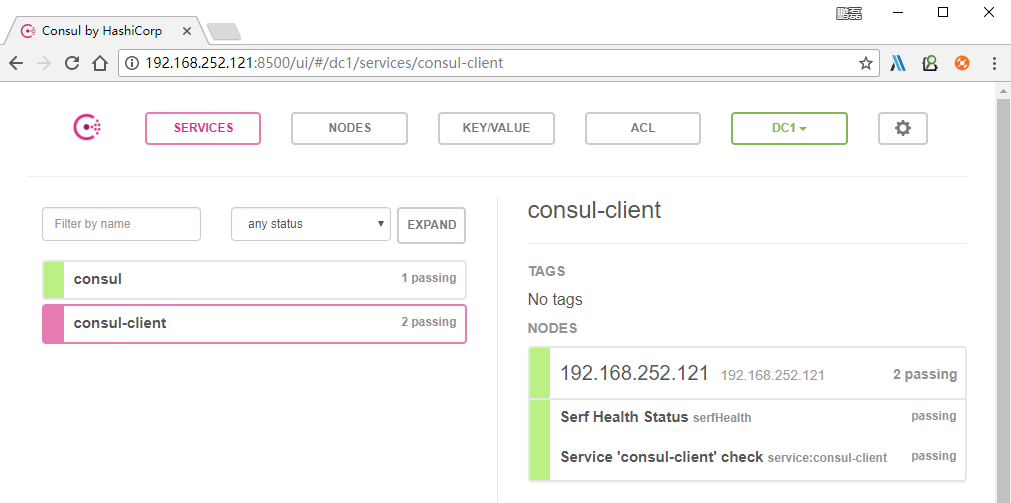 鹏磊
Consul by HashiCorp
192.168.252.121:8500/ui/#/dc1/services/consul-client
SERVICES
NODES
KEY/VALUE
ACL
DC1
Filter by name
any status
EXPAND
consul
1 passing
consul-client
2 passing
consul-client
TAGS
No tags
NODES
192.168.252.121 192.168.252.121 2 passing
Serf Health Status serfHealth passing
Service 'consul-client' check service:consul-client passing